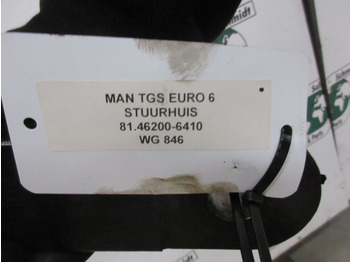 MAN TGS EURO 6
STUURHUIS
81.46200-6410
WG 846